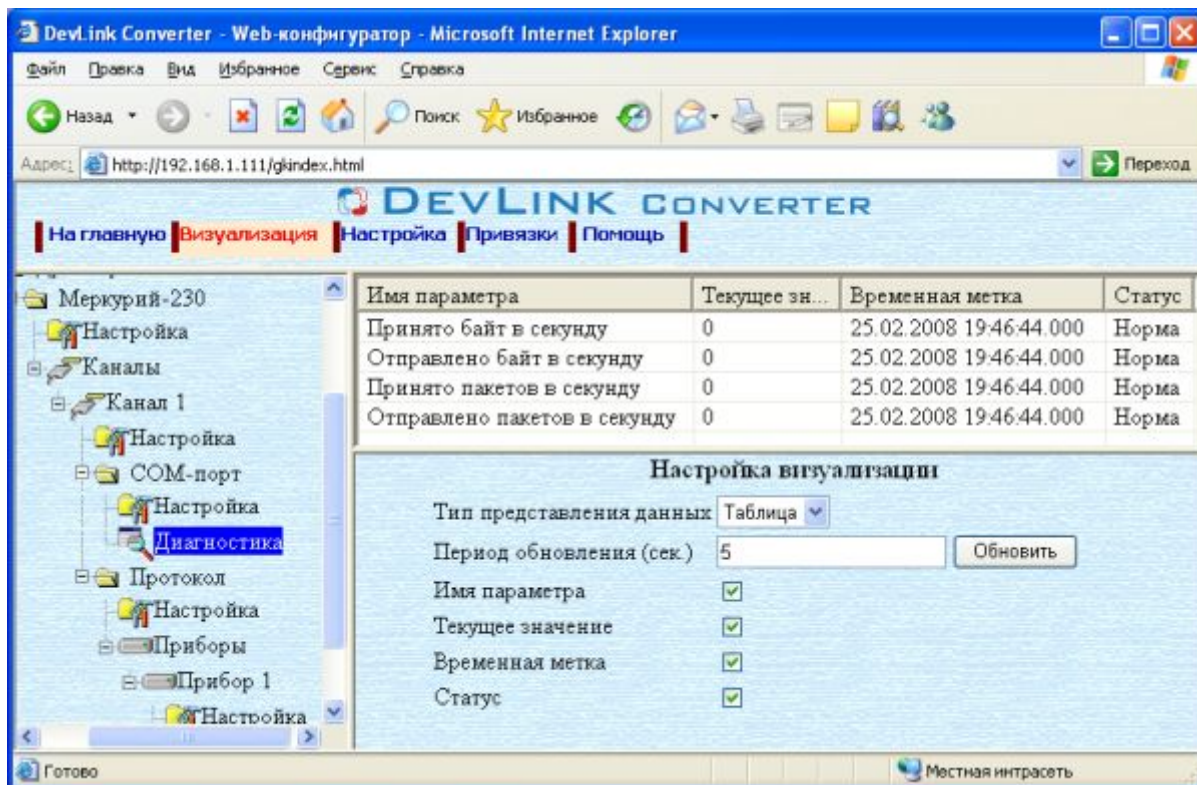 DevLink Converter - Web-конфигуратор - Microsoft Internet Explorer
Файл Правка Вид Избранное Сервис Справка
Назад Поиск Избранное
Адрес: http://192.168.1.111/gkindex.html Переход
DEVLINK CONVERTER
На главную Визуализация Настройка Привязки Помощь
Меркурий-230
Настройка
Каналы
Канал 1
Настройка
COM-порт
Настройка
Диагностика
Протокол
Настройка
Приборы
Прибор 1
Настройка
Имя параметра Текущее зн... Временная метка Статус
Принято байт в секунду 0 25.02.2008 19:46:44.000 Норма
Отправлено байт в секунду 0 25.02.2008 19:46:44.000 Норма
Принято пакетов в секунду 0 25.02.2008 19:46:44.000 Норма
Отправлено пакетов в секунду 0 25.02.2008 19:46:44.000 Норма
Настройка визуализации
Тип представления данных Таблица
Период обновления (сек.) 5 Обновить
Имя параметра
Текущее значение
Временная метка
Статус
Готово Местная интрасеть